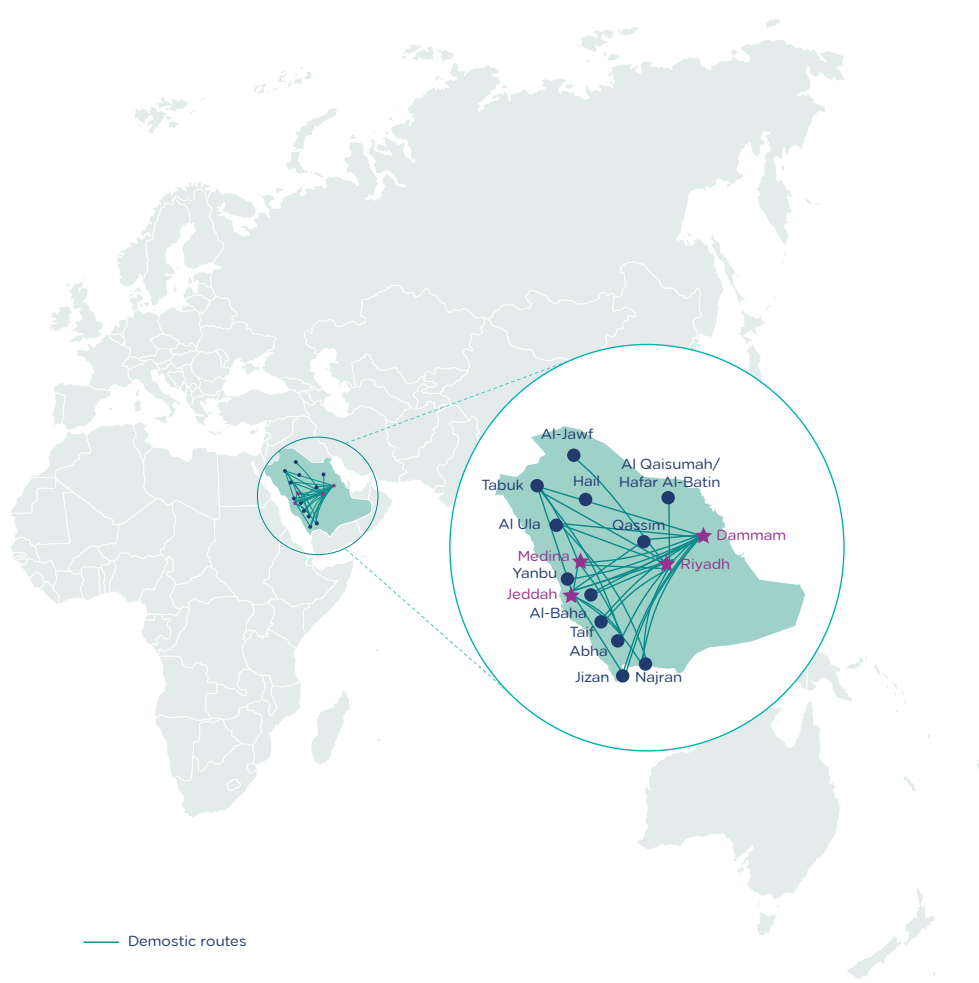 Al-Jawf
Al Qaisumah/
Hafar Al-Batin
Hail
Tabuk
Al Ula
Qassim
Dammam
Medina
Riyadh
Yanbu
Jeddah
Al-Baha
Taif
Abha
Jizan
Najran
Demostic routes